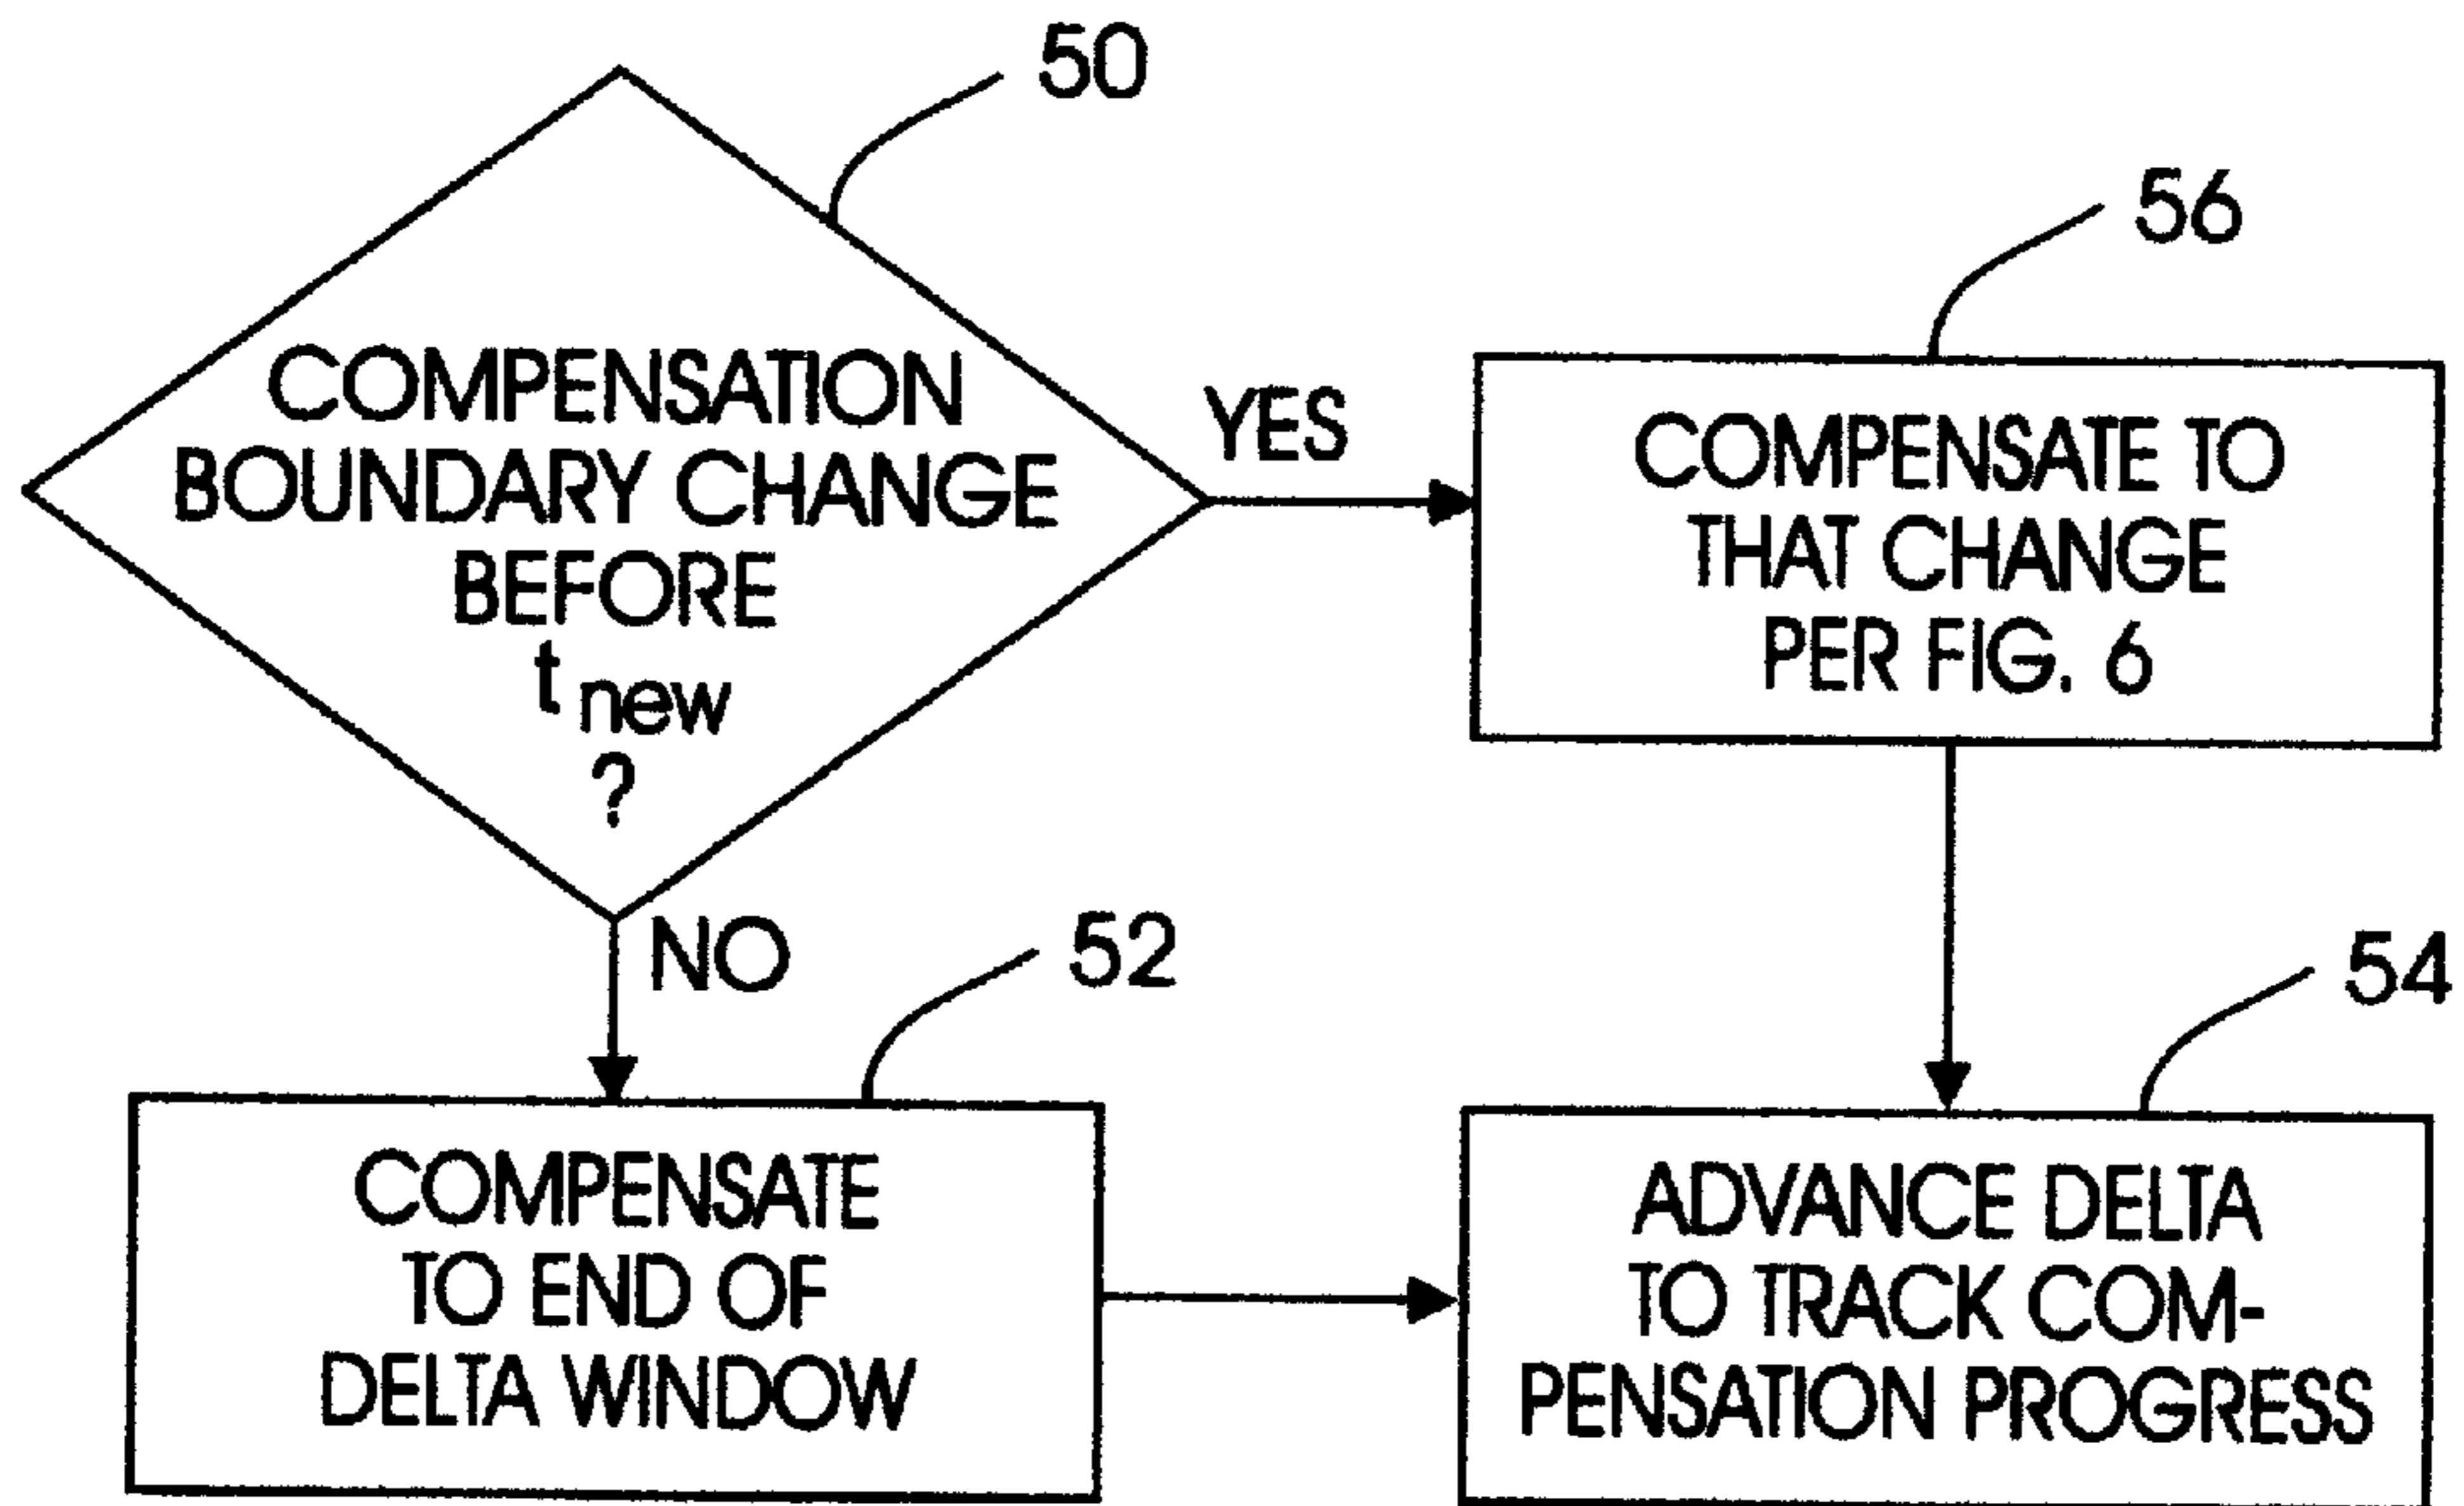 50
COMPENSATION
BOUNDARY CHANGE
BEFORE
t new
?
YES
56
COMPENSATE TO
THAT CHANGE
PER FIG. 6
NO
52
COMPENSATE
TO END OF
DELTA WINDOW
54
ADVANCE DELTA
TO TRACK COM-
PENSATION PROGRESS